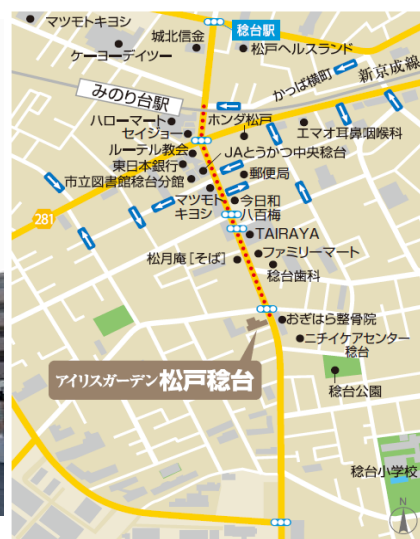 マツモトキヨシ
城北信金
稔台駅
ケーヨーデイツー
松戸ヘルスランド
みのり台駅
かっぱ横町
新京成線
ハローマート
ホンダ松戸
セイジョー
エマオ耳鼻咽喉科
ルーテル教会
JAとうかつ中央稔台
東日本銀行
郵便局
市立図書館稔台分館
マツモト
キヨシ
今日和
八百梅
281
TAIRAYA
松月庵[そば]
ファミリーマート
稔台歯科
おぎはら整骨院
ニチイケアセンター
稔台
アイリスガーデン松戸稔台
稔台公園
稔台小学校
N